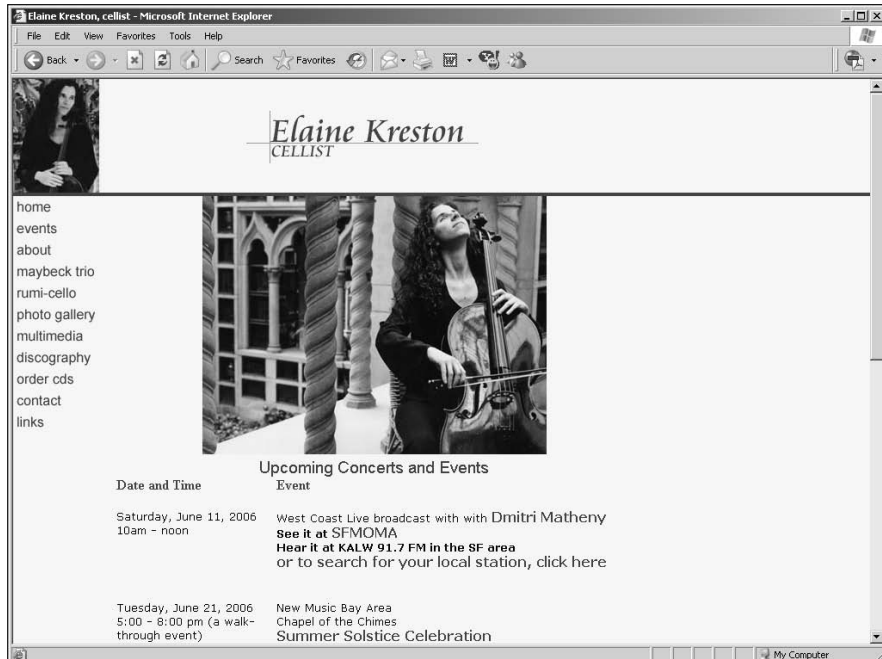 Elaine Kreston, cellist - Microsoft Internet Explorer
File Edit View Favorites Tools Help
Back Search Favorites
Elaine Kreston
CELLIST
home
events
about
maybeck trio
rumi-cello
photo gallery
multimedia
discography
order cds
contact
links
Upcoming Concerts and Events
Date and Time Event
Saturday, June 11, 2006 West Coast Live broadcast with with Dmitri Matheny
10am - noon See it at SFMOMA
Hear it at KALW 91.7 FM in the SF area
or to search for your local station, click here
Tuesday, June 21, 2006 New Music Bay Area
5:00 - 8:00 pm (a walk- Chapel of the Chimes
through event) Summer Solstice Celebration
My Computer